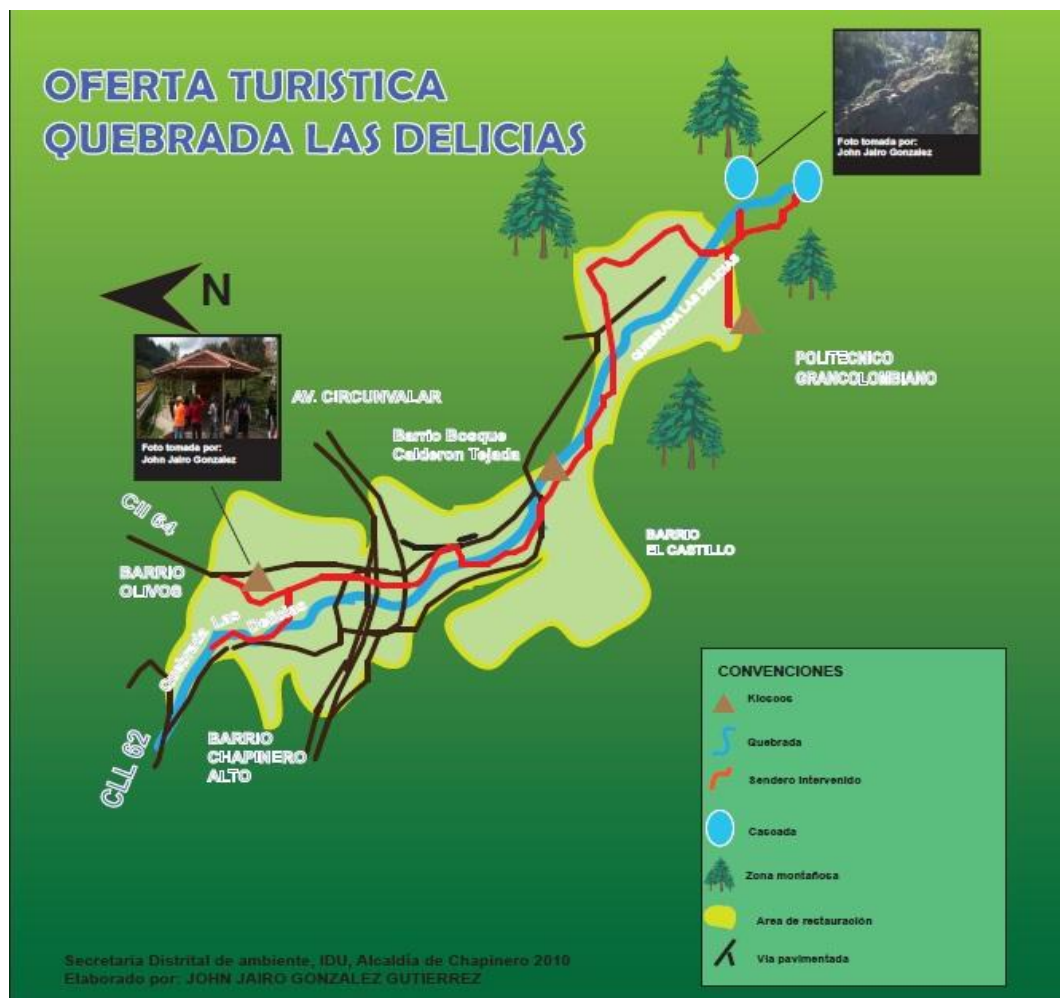 OFERTA TURISTICA
QUEBRADA LAS DELICIAS
Foto tomada por:
John Jairo Gonzalez
N
Foto tomada por:
John Jairo Gonzalez
AV. CIRCUNVALAR
Barrio Bosque
Calderon Tejada
QUEBRADA LAS DELICIAS
POLITECNICO
GRANCOLOMBIANO
Cll 64
BARRIO
OLIVOS
BARRIO
EL CASTILLO
Quebrada Las Delicias
CLL 62
BARRIO
CHAPINERO
ALTO
CONVENCIONES
Kioscos
Quebrada
Sendero Intervenido
Cascada
Zona montañosa
Area de restauración
Via pavimentada
Secretaria Distrital de ambiente, IDU, Alcaldia de Chapinero 2010
Elaborado por: JOHN JAIRO GONZALEZ GUTIERREZ